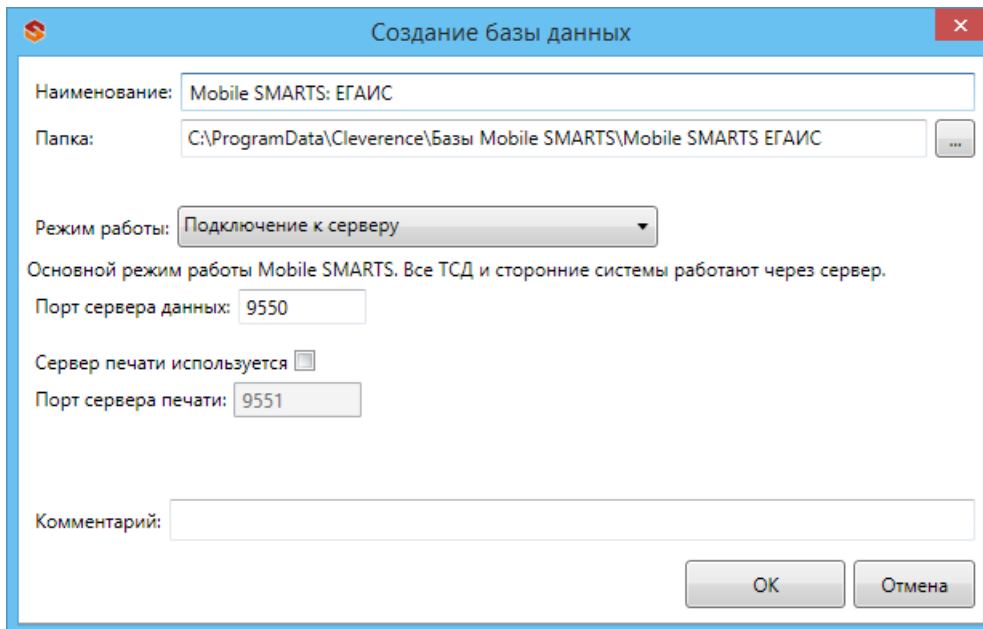 Создание базы данных
Наименование: Mobile SMARTS: ЕГАИС
Папка: C:\ProgramData\Cleverence\Базы Mobile SMARTS\Mobile SMARTS ЕГАИС ...
Режим работы: Подключение к серверу
Основной режим работы Mobile SMARTS. Все ТСД и сторонние системы работают через сервер.
Порт сервера данных: 9550
Сервер печати используется
Порт сервера печати: 9551
Комментарий:
ОК Отмена